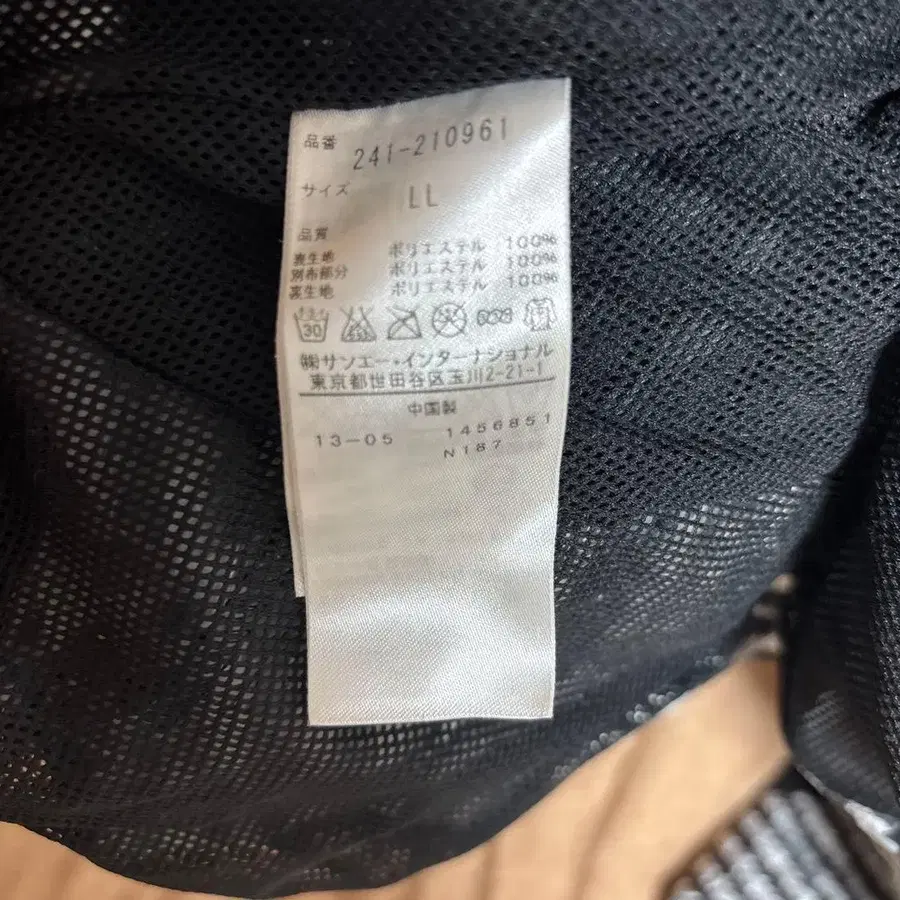 品番 241-210961
サイズ LL
品質
表生地 ポリエステル 100%
別布部分 ポリエステル 100%
裏生地 ポリエステル 100%
30
㈱サンエー・インターナショナル
東京都世田谷区玉川2-21-1
中国製
13-05 1456851
N187